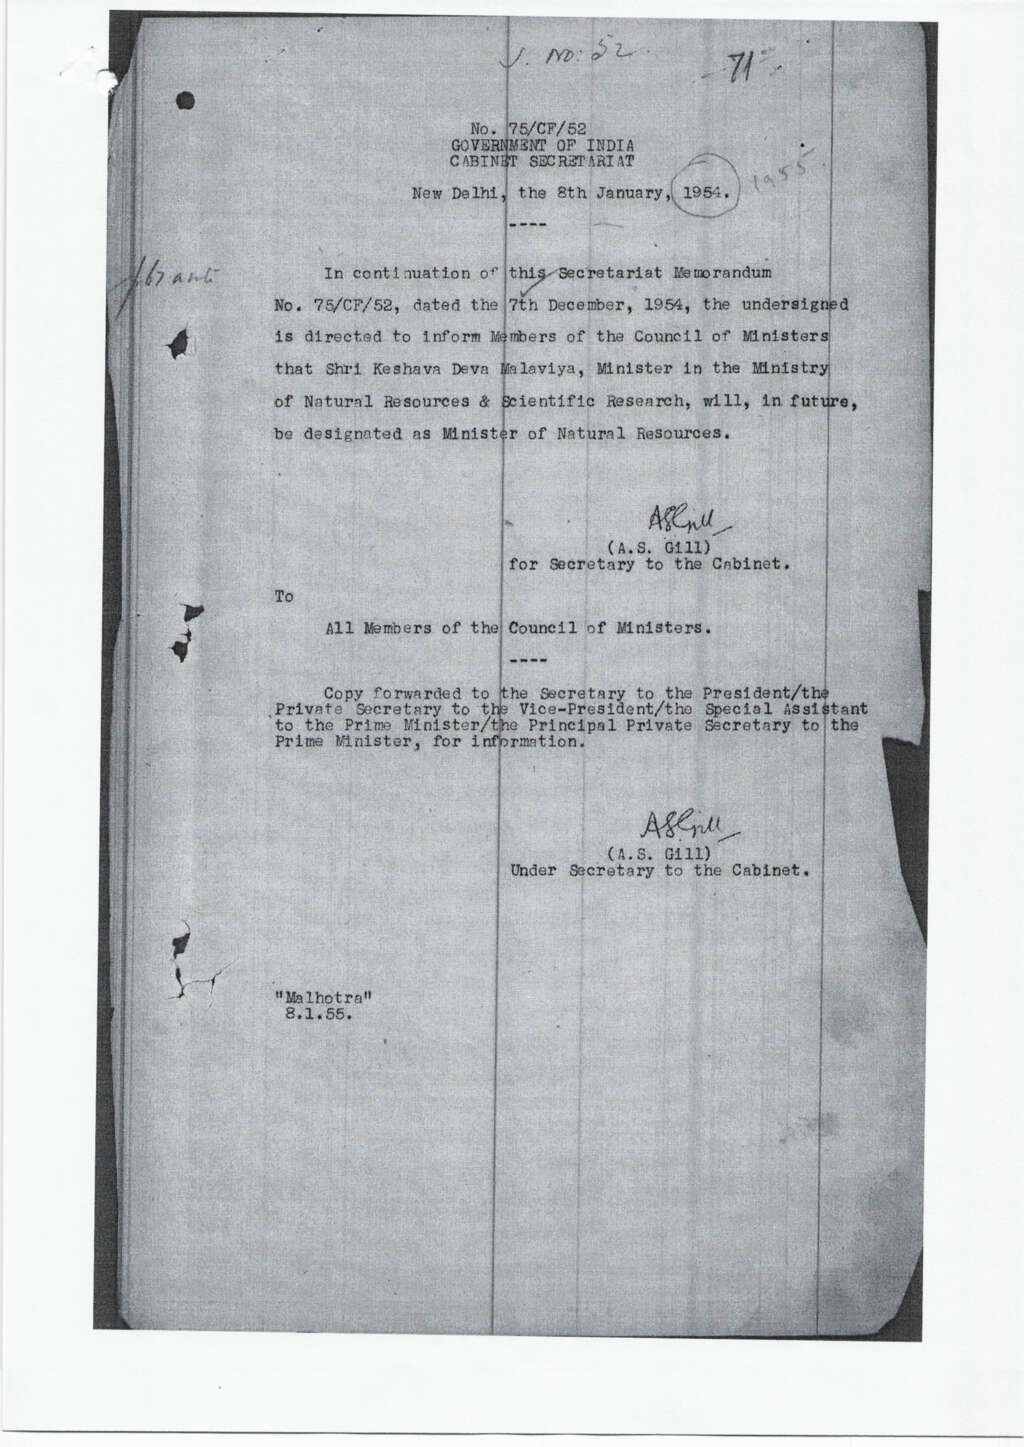 J. No: 52.
- 71 -
No. 75/CF/52
GOVERNMENT OF INDIA
CABINET SECRETARIAT
New Delhi, the 8th January, 1954.
1955
----
In continuation of this Secretariat Memorandum
No. 75/CF/52, dated the 7th December, 1954, the undersigned
is directed to inform Members of the Council of Ministers
that Shri Keshava Deva Malaviya, Minister in the Ministry
of Natural Resources & Scientific Research, will, in future,
be designated as Minister of Natural Resources.
ASGill
(A.S. Gill)
for Secretary to the Cabinet.
To
All Members of the Council of Ministers.
----
Copy forwarded to the Secretary to the President/the
Private Secretary to the Vice-President/the Special Assistant
to the Prime Minister/the Principal Private Secretary to the
Prime Minister, for information.
ASGill
(A.S. Gill)
Under Secretary to the Cabinet.
"Malhotra"
8.1.55.